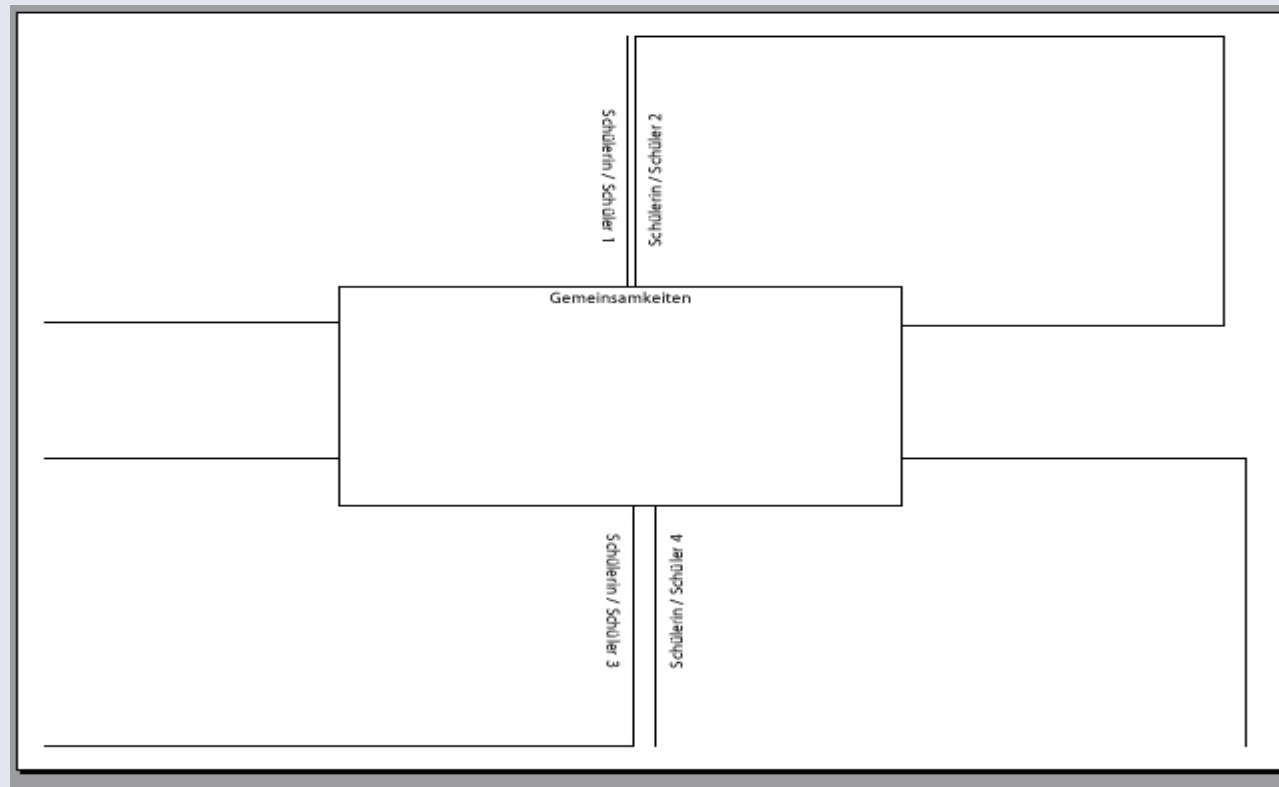 Schülerin / Schüler 1
Schülerin / Schüler 2
Gemeinsamkeiten
Schülerin / Schüler 3
Schülerin / Schüler 4